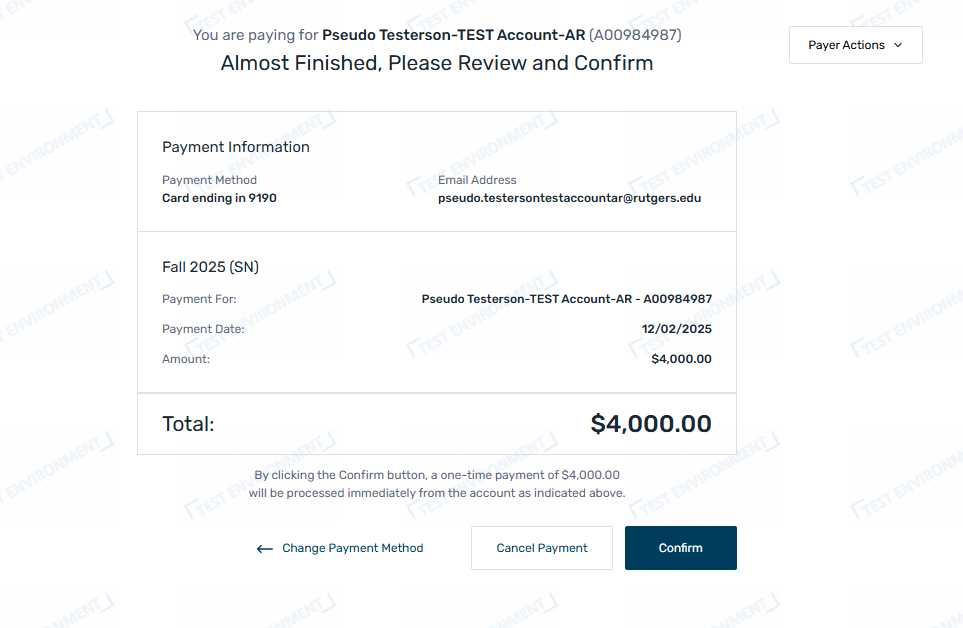 You are paying for Pseudo Testerson-TEST Account-AR (A00984987)
Payer Actions
Almost Finished, Please Review and Confirm
Payment Information
Payment Method
Card ending in 9190
Email Address
pseudo.testersontestaccountar@rutgers.edu
Fall 2025 (SN)
Payment For: Pseudo Testerson-TEST Account-AR - A00984987
Payment Date: 12/02/2025
Amount: $4,000.00
Total: $4,000.00
By clicking the Confirm button, a one-time payment of $4,000.00
will be processed immediately from the account as indicated above.
← Change Payment Method
Cancel Payment
Confirm
TEST ENVIRONMENT